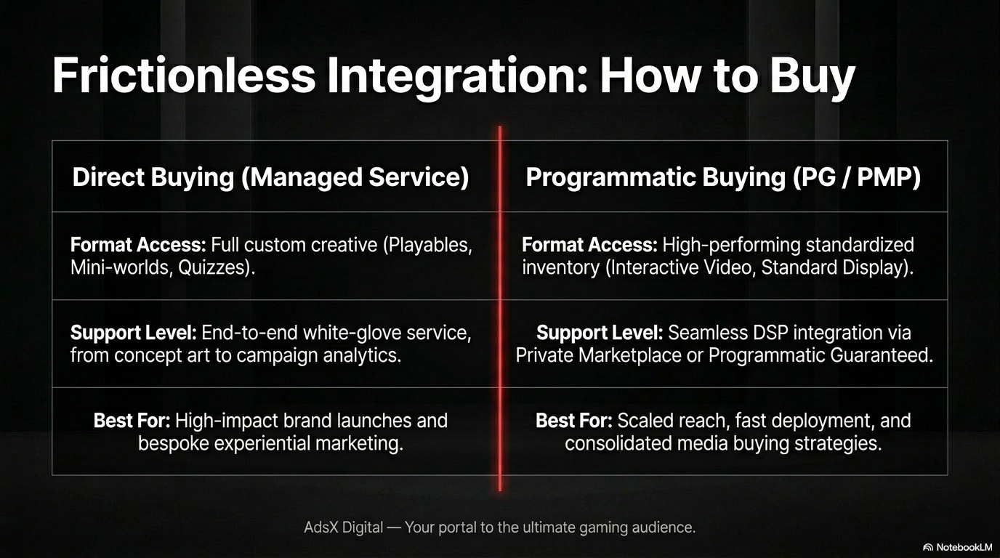 Frictionless Integration: How to Buy
Direct Buying (Managed Service)
Programmatic Buying (PG / PMP)
Format Access: Full custom creative (Playables,
Mini-worlds, Quizzes).
Format Access: High-performing standardized
inventory (Interactive Video, Standard Display).
Support Level: End-to-end white-glove service,
from concept art to campaign analytics.
Support Level: Seamless DSP integration via
Private Marketplace or Programmatic Guaranteed.
Best For: High-impact brand launches and
bespoke experiential marketing.
Best For: Scaled reach, fast deployment, and
consolidated media buying strategies.
AdsX Digital — Your portal to the ultimate gaming audience.
NotebookLM